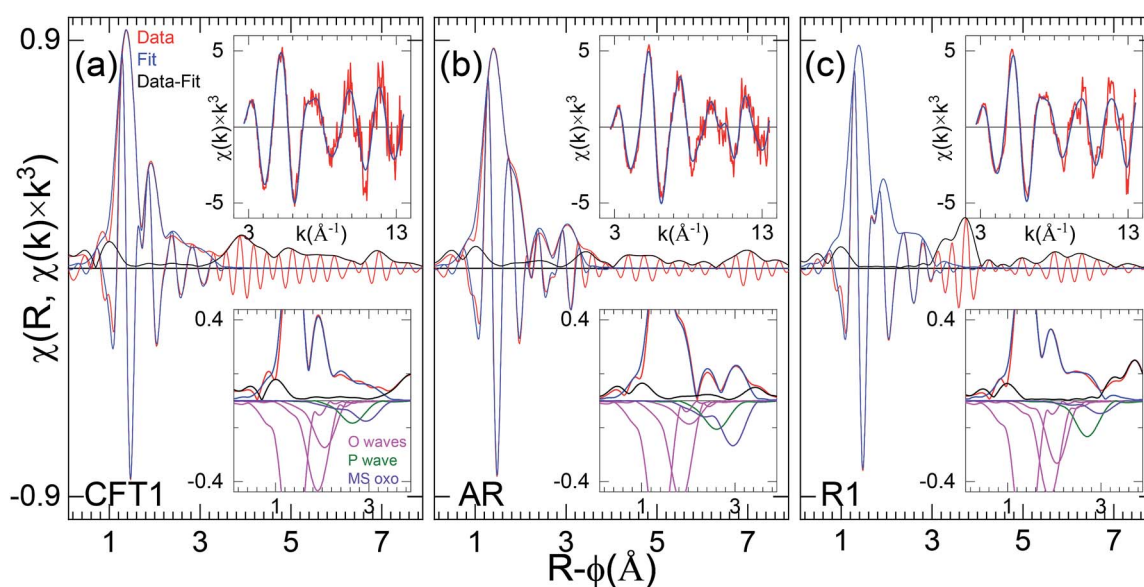 0.9
(a)
Data
Fit
Data-Fit
5
χ(k)×k³
-5
3
k(Å⁻¹)
13
(b)
5
χ(k)×k³
-5
3
k(Å⁻¹)
13
(c)
5
χ(k)×k³
-5
3
k(Å⁻¹)
13
χ(R, χ(k)×k³)
0.4
O waves
P wave
MS oxo
-0.4
1
3
0.4
-0.4
1
3
0.4
-0.4
1
3
-0.9
CFT1
AR
R1
1 3 5 7 1 3 5 7 1 3 5 7
R-ϕ(Å)